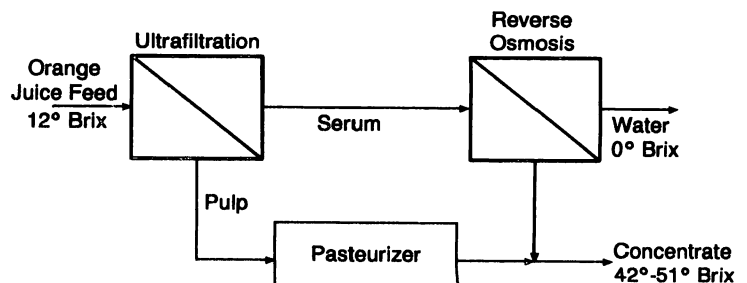 Ultrafiltration
Reverse
Osmosis
Orange
Juice Feed
12° Brix
Serum
Water
0° Brix
Pulp
Pasteurizer
Concentrate
42°-51° Brix